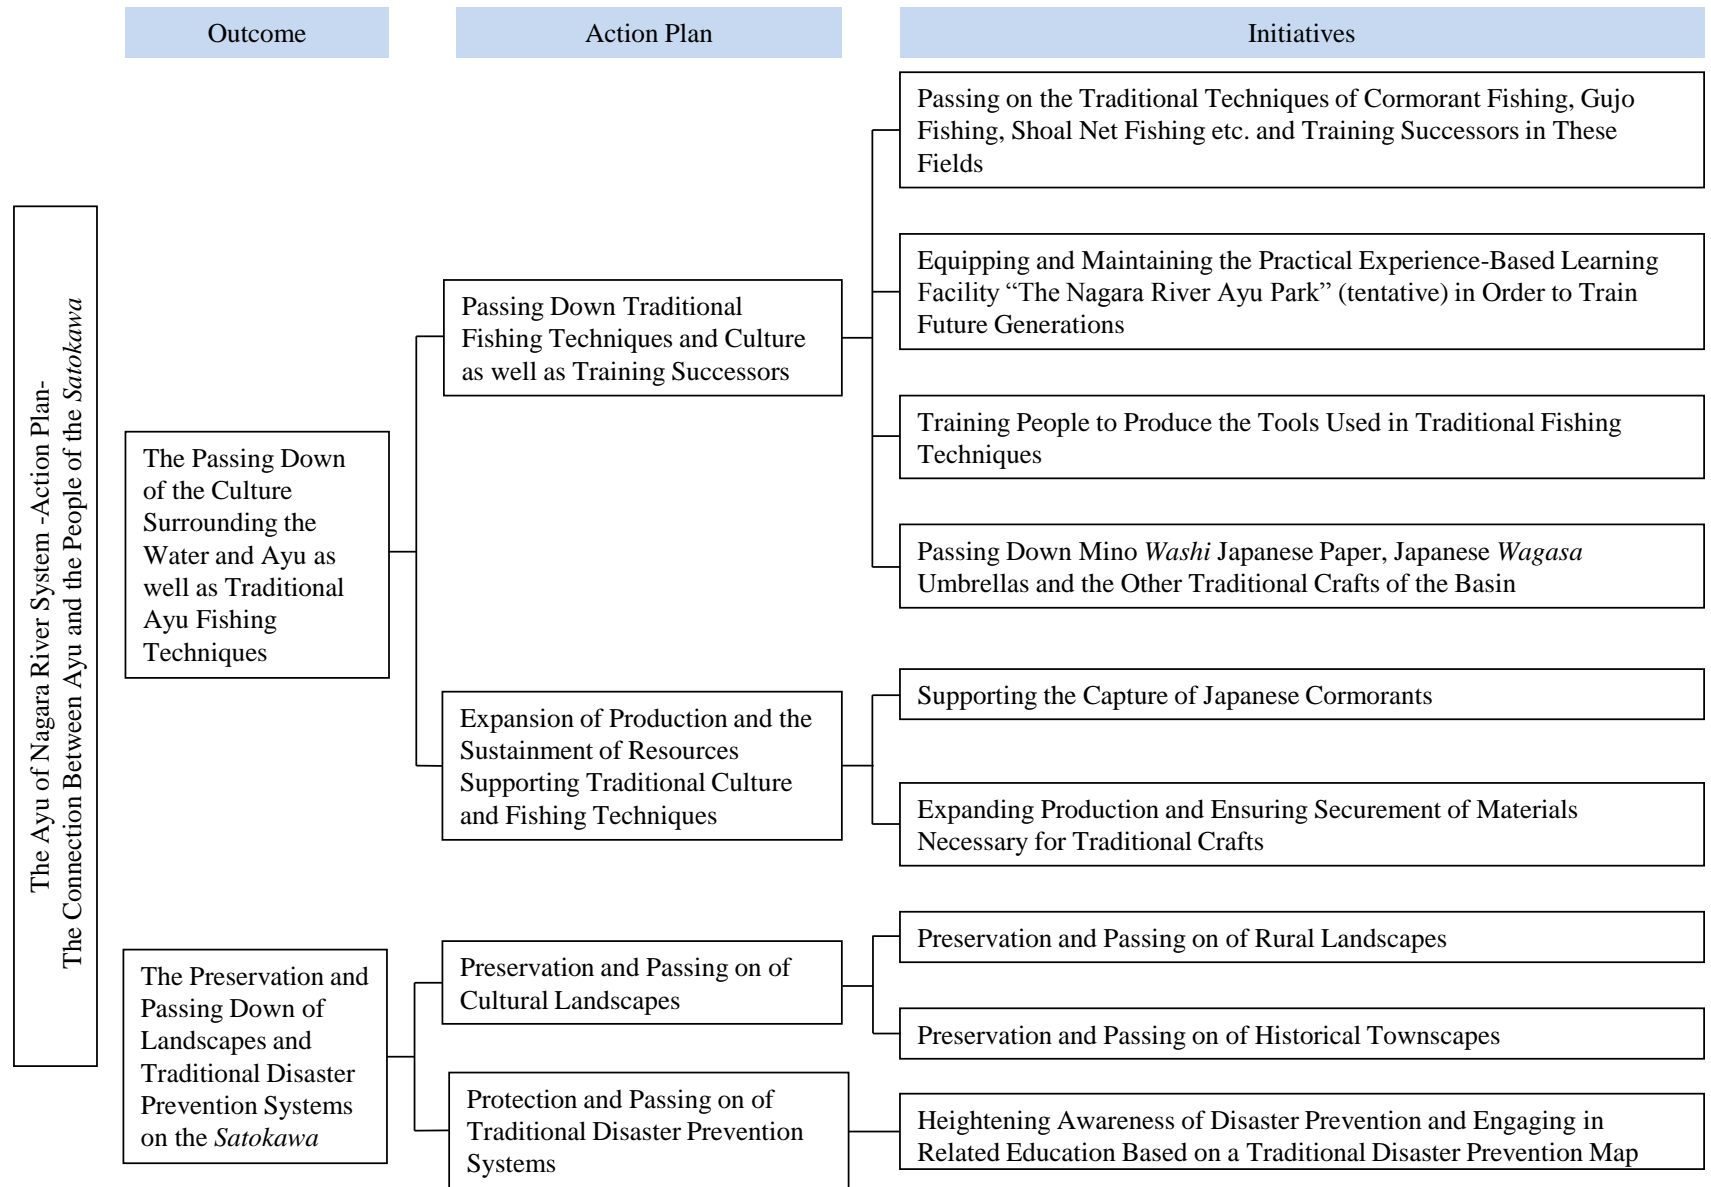 Outcome
Action Plan
Initiatives
The Ayu of Nagara River System -Action Plan-
The Connection Between Ayu and the People of the Satokawa
The Passing Down
of the Culture
Surrounding the
Water and Ayu as
well as Traditional
Ayu Fishing
Techniques
Passing Down Traditional
Fishing Techniques and Culture
as well as Training Successors
Passing on the Traditional Techniques of Cormorant Fishing, Gujo
Fishing, Shoal Net Fishing etc. and Training Successors in These
Fields
Equipping and Maintaining the Practical Experience-Based Learning
Facility “The Nagara River Ayu Park” (tentative) in Order to Train
Future Generations
Training People to Produce the Tools Used in Traditional Fishing
Techniques
Passing Down Mino Washi Japanese Paper, Japanese Wagasa
Umbrellas and the Other Traditional Crafts of the Basin
Expansion of Production and the
Sustainment of Resources
Supporting Traditional Culture
and Fishing Techniques
Supporting the Capture of Japanese Cormorants
Expanding Production and Ensuring Securement of Materials
Necessary for Traditional Crafts
The Preservation and
Passing Down of
Landscapes and
Traditional Disaster
Prevention Systems
on the Satokawa
Preservation and Passing on of
Cultural Landscapes
Preservation and Passing on of Rural Landscapes
Preservation and Passing on of Historical Townscapes
Protection and Passing on of
Traditional Disaster Prevention
Systems
Heightening Awareness of Disaster Prevention and Engaging in
Related Education Based on a Traditional Disaster Prevention Map